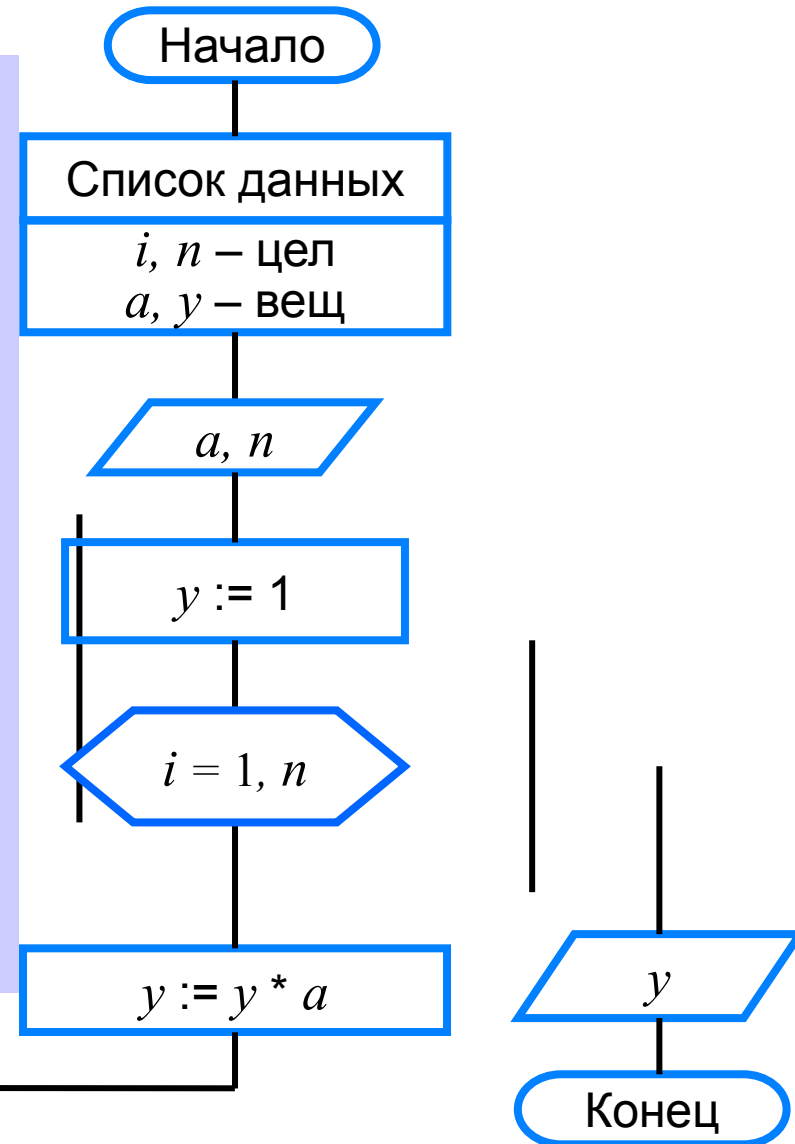 Начало
Список данных
i, n – цел
a, y – вещ
a, n
y := 1
i = 1, n
y := y * a
y
Конец